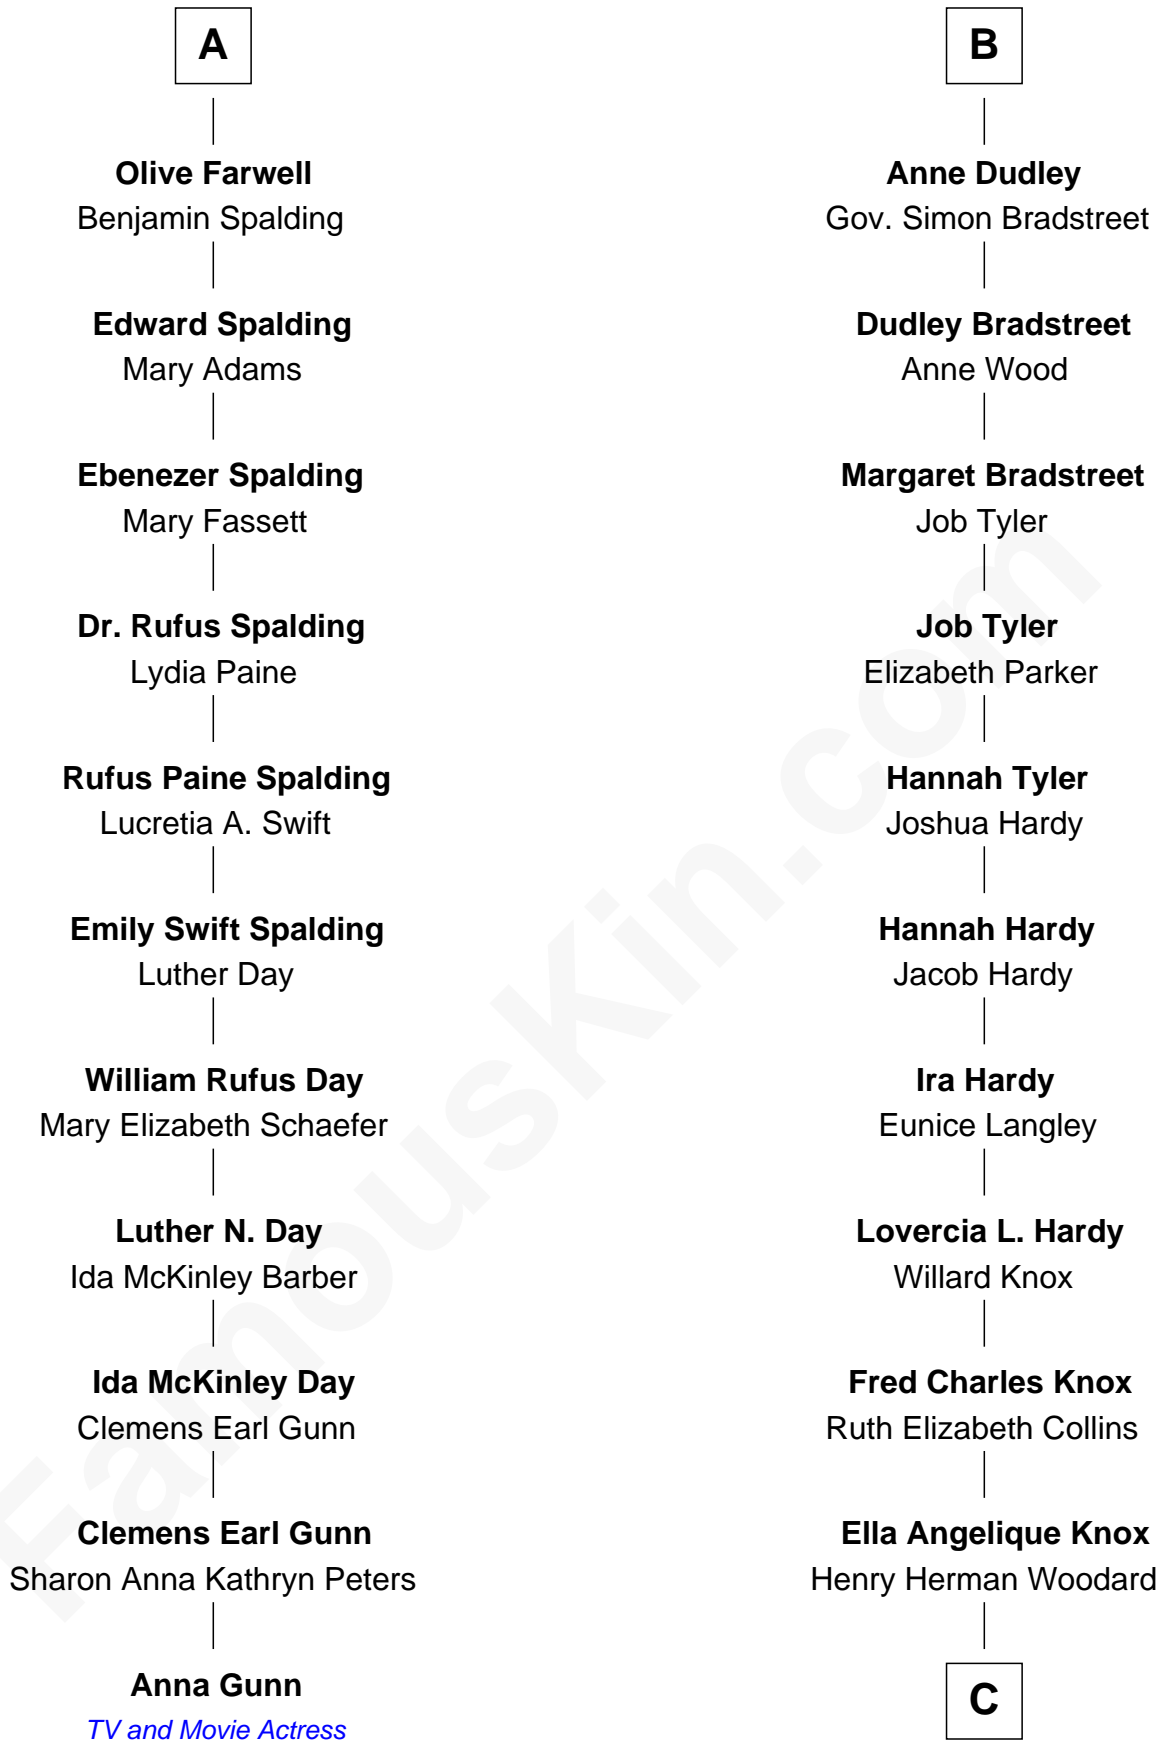 A
Olive Farwell
Benjamin Spalding
Edward Spalding
Mary Adams
Ebenezer Spalding
Mary Fassett
Dr. Rufus Spalding
Lydia Paine
Rufus Paine Spalding
Lucretia A. Swift
Emily Swift Spalding
Luther Day
William Rufus Day
Mary Elizabeth Schaefer
Luther N. Day
Ida McKinley Barber
Ida McKinley Day
Clemens Earl Gunn
Clemens Earl Gunn
Sharon Anna Kathryn Peters
Anna Gunn
TV and Movie Actress
B
Anne Dudley
Gov. Simon Bradstreet
Dudley Bradstreet
Anne Wood
Margaret Bradstreet
Job Tyler
Job Tyler
Elizabeth Parker
Hannah Tyler
Joshua Hardy
Hannah Hardy
Jacob Hardy
Ira Hardy
Eunice Langley
Lovercia L. Hardy
Willard Knox
Fred Charles Knox
Ruth Elizabeth Collins
Ella Angelique Knox
Henry Herman Woodard
C
FamousKin.com